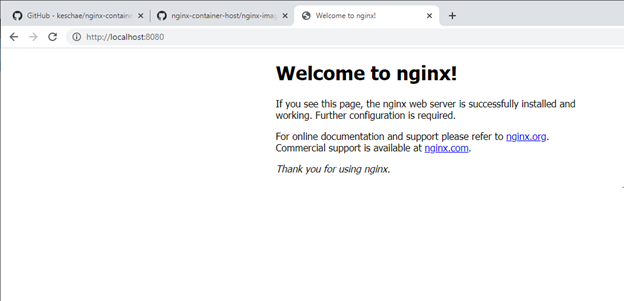 GitHub - keschae/nginx-containe
nginx-container-host/nginx-imag
Welcome to nginx!
http://localhost:8080
Welcome to nginx!
If you see this page, the nginx web server is successfully installed and
working. Further configuration is required.
For online documentation and support please refer to nginx.org.
Commercial support is available at nginx.com.
Thank you for using nginx.